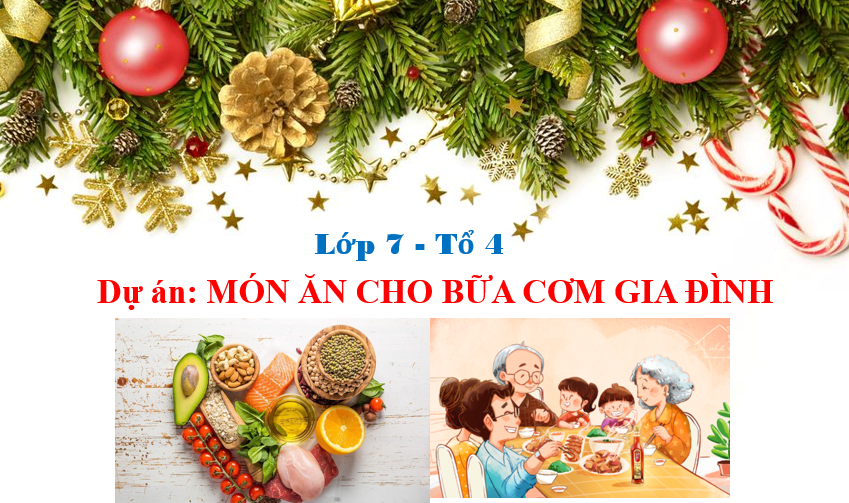 Lớp 7 - Tổ 4
Dự án: MÓN ĂN CHO BỮA CƠM GIA ĐÌNH